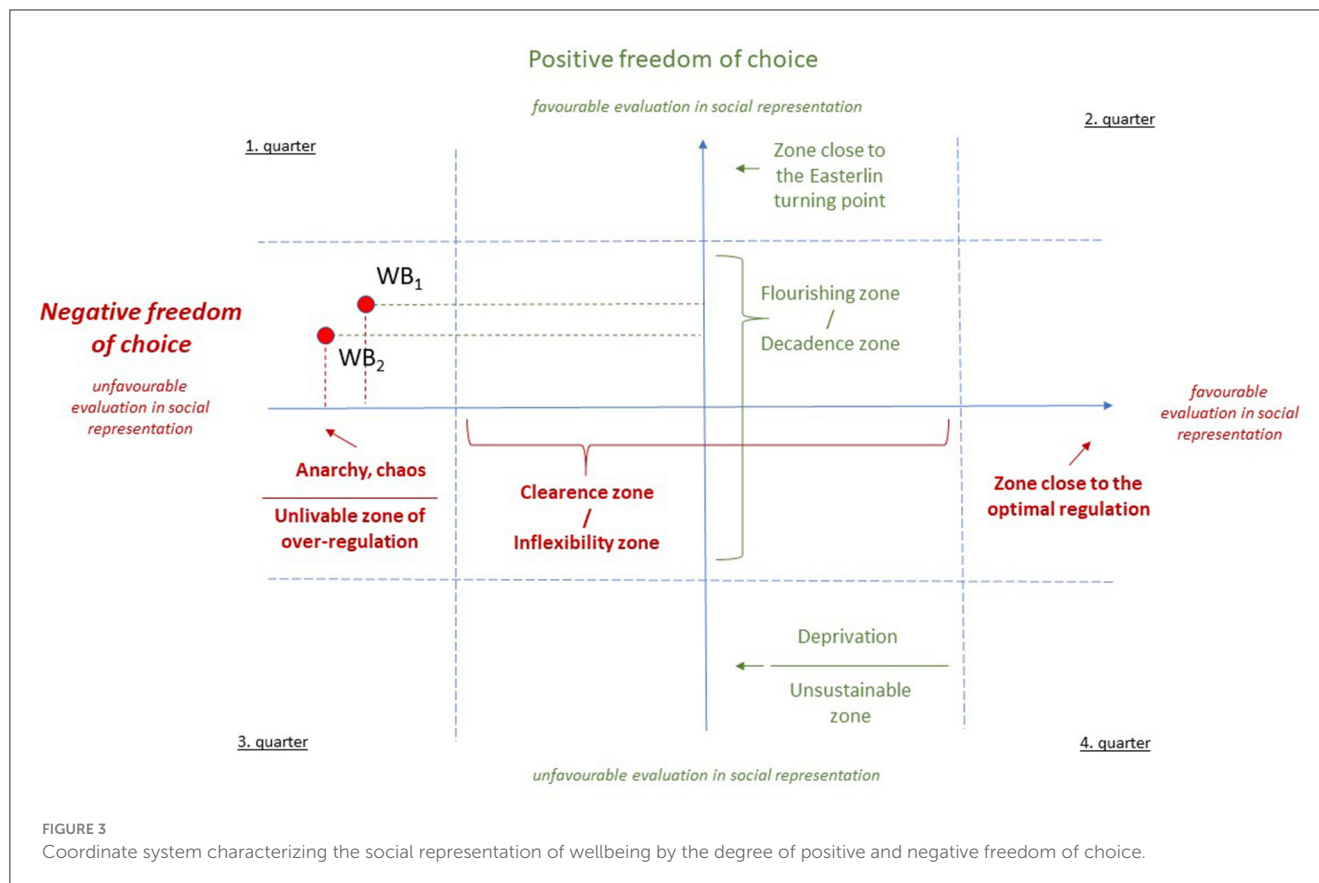 Positive freedom of choice
favourable evaluation in social representation
1. quarter
2. quarter
Zone close to
the Easterlin
turning point
WB1
WB2
Negative freedom
of choice
unfavourable
evaluation in social
representation
Flourishing zone
/
Decadence zone
favourable
evaluation in social
representation
Anarchy, chaos
Unlivable zone of
over-regulation
Clearence zone
/
Inflexibility zone
Zone close to the
optimal regulation
Deprivation
Unsustainable
zone
3. quarter
4. quarter
unfavourable evaluation in social representation
FIGURE 3
Coordinate system characterizing the social representation of wellbeing by the degree of positive and negative freedom of choice.